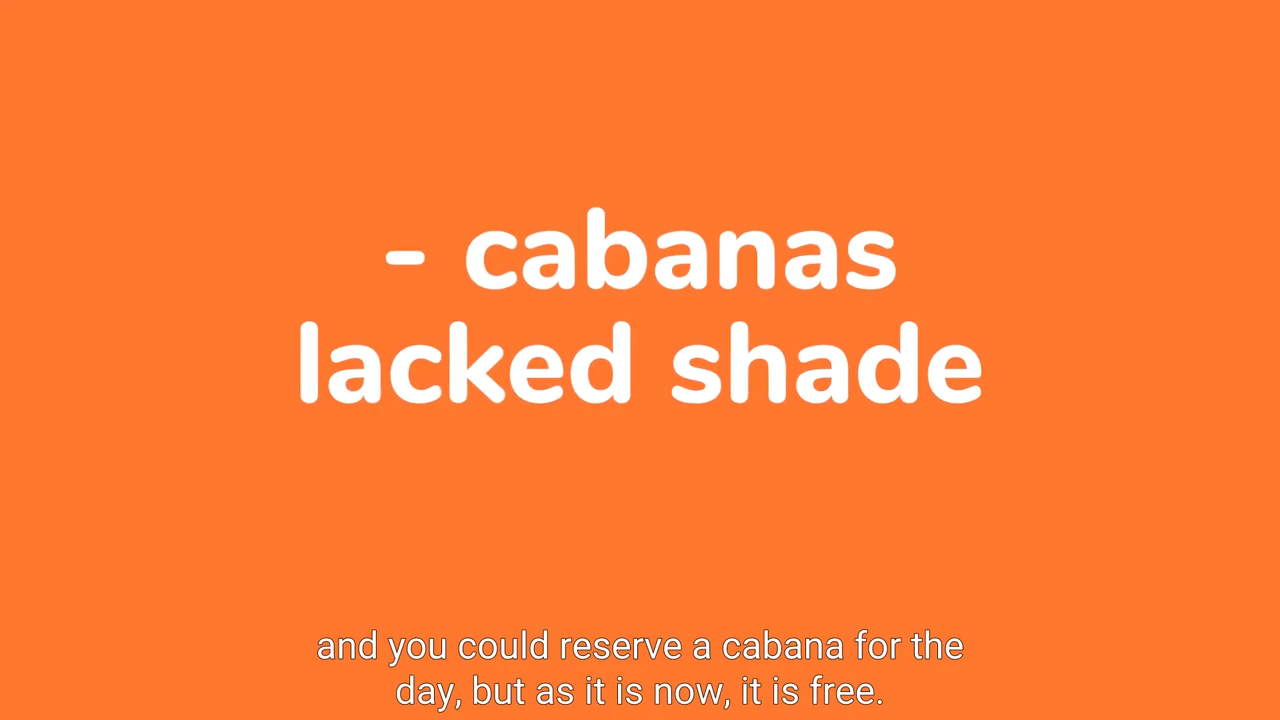 - cabanas
lacked shade
and you could reserve a cabana for the
day, but as it is now, it is free.